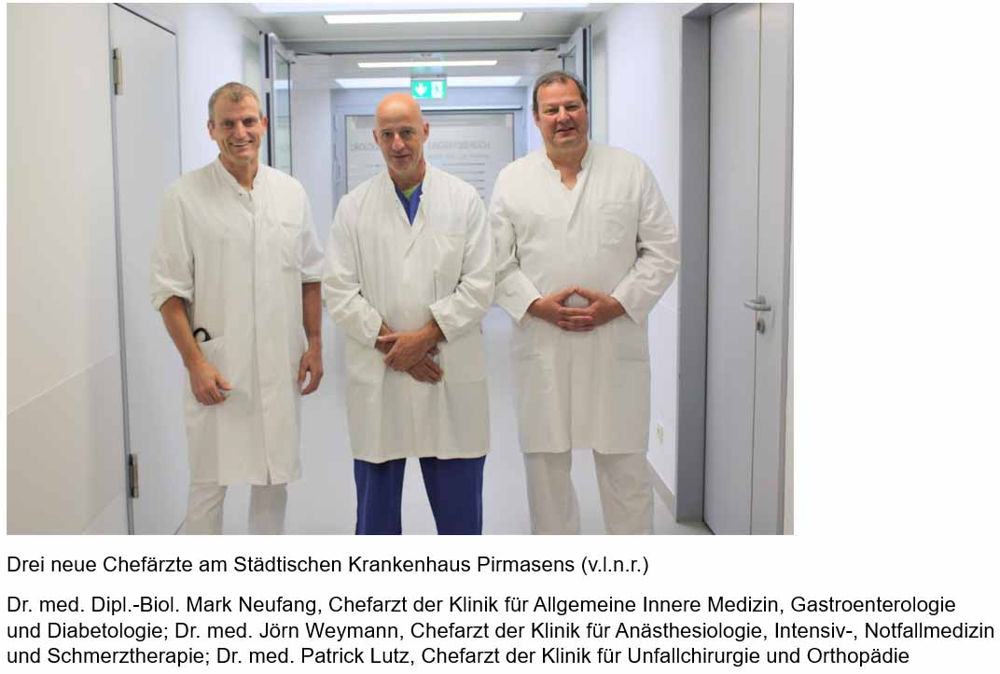 Drei neue Chefärzte am Städtischen Krankenhaus Pirmasens (v.l.n.r.)
Dr. med. Dipl.-Biol. Mark Neufang, Chefarzt der Klinik für Allgemeine Innere Medizin, Gastroenterologie
und Diabetologie; Dr. med. Jörn Weymann, Chefarzt der Klinik für Anästhesiologie, Intensiv-, Notfallmedizin
und Schmerztherapie; Dr. med. Patrick Lutz, Chefarzt der Klinik für Unfallchirurgie und Orthopädie